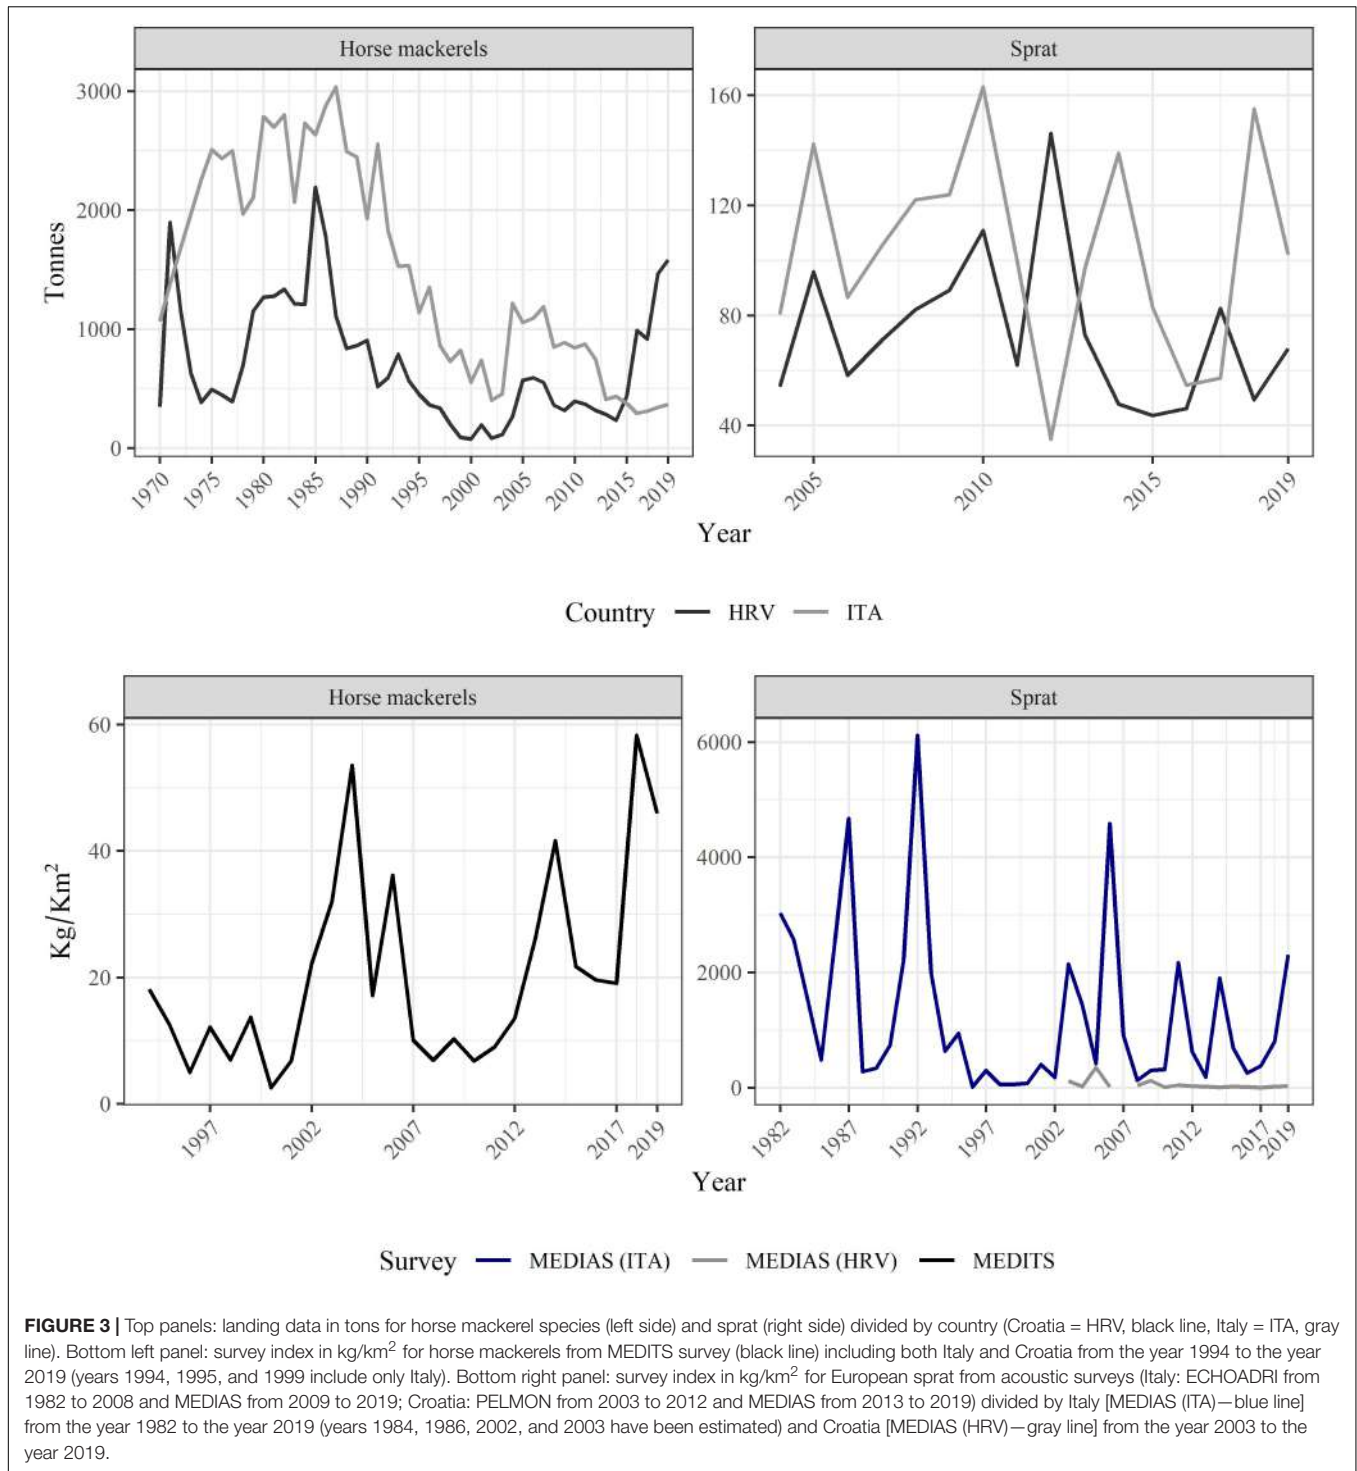 Horse mackerels
Sprat
Tonnes
3000
2000
1000
0
160
120
80
40
1970 1975 1980 1985 1990 1995 2000 2005 2010 2015 2019
2005 2010 2015 2019
Year
Country HRV ITA
Horse mackerels
Sprat
Kg/Km²
60
40
20
0
6000
4000
2000
0
1997 2002 2007 2012 2017 2019
1982 1987 1992 1997 2002 2007 2012 2017 2019
Year
Survey MEDIAS (ITA) MEDIAS (HRV) MEDITS
FIGURE 3 | Top panels: landing data in tons for horse mackerel species (left side) and sprat (right side) divided by country (Croatia = HRV, black line, Italy = ITA, gray
line). Bottom left panel: survey index in kg/km² for horse mackerels from MEDITS survey (black line) including both Italy and Croatia from the year 1994 to the year
2019 (years 1994, 1995, and 1999 include only Italy). Bottom right panel: survey index in kg/km² for European sprat from acoustic surveys (Italy: ECHOADRI from
1982 to 2008 and MEDIAS from 2009 to 2019; Croatia: PELMON from 2003 to 2012 and MEDIAS from 2013 to 2019) divided by Italy [MEDIAS (ITA)—blue line]
from the year 1982 to the year 2019 (years 1984, 1986, 2002, and 2003 have been estimated) and Croatia [MEDIAS (HRV)—gray line] from the year 2003 to the
year 2019.